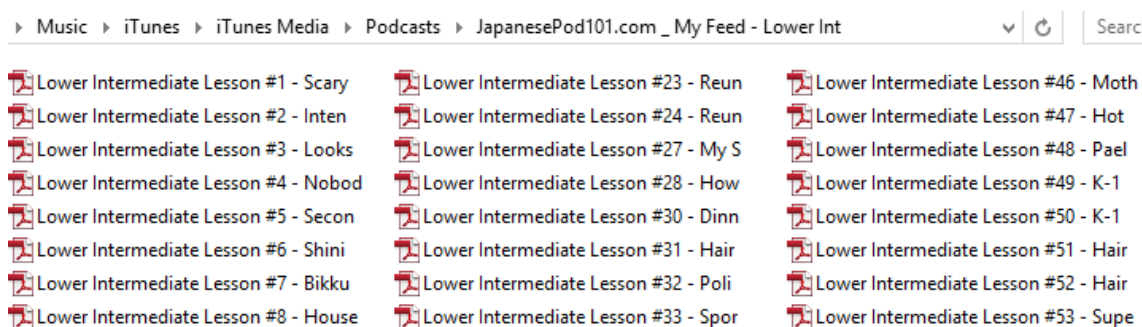 Music iTunes iTunes Media Podcasts JapanesePod101.com _ My Feed - Lower Int Searc
Lower Intermediate Lesson #1 - Scary
Lower Intermediate Lesson #2 - Inten
Lower Intermediate Lesson #3 - Looks
Lower Intermediate Lesson #4 - Nobod
Lower Intermediate Lesson #5 - Secon
Lower Intermediate Lesson #6 - Shini
Lower Intermediate Lesson #7 - Bikku
Lower Intermediate Lesson #8 - House
Lower Intermediate Lesson #23 - Reun
Lower Intermediate Lesson #24 - Reun
Lower Intermediate Lesson #27 - My S
Lower Intermediate Lesson #28 - How
Lower Intermediate Lesson #30 - Dinn
Lower Intermediate Lesson #31 - Hair
Lower Intermediate Lesson #32 - Poli
Lower Intermediate Lesson #33 - Spor
Lower Intermediate Lesson #46 - Moth
Lower Intermediate Lesson #47 - Hot
Lower Intermediate Lesson #48 - Pael
Lower Intermediate Lesson #49 - K-1
Lower Intermediate Lesson #50 - K-1
Lower Intermediate Lesson #51 - Hair
Lower Intermediate Lesson #52 - Hair
Lower Intermediate Lesson #53 - Supe